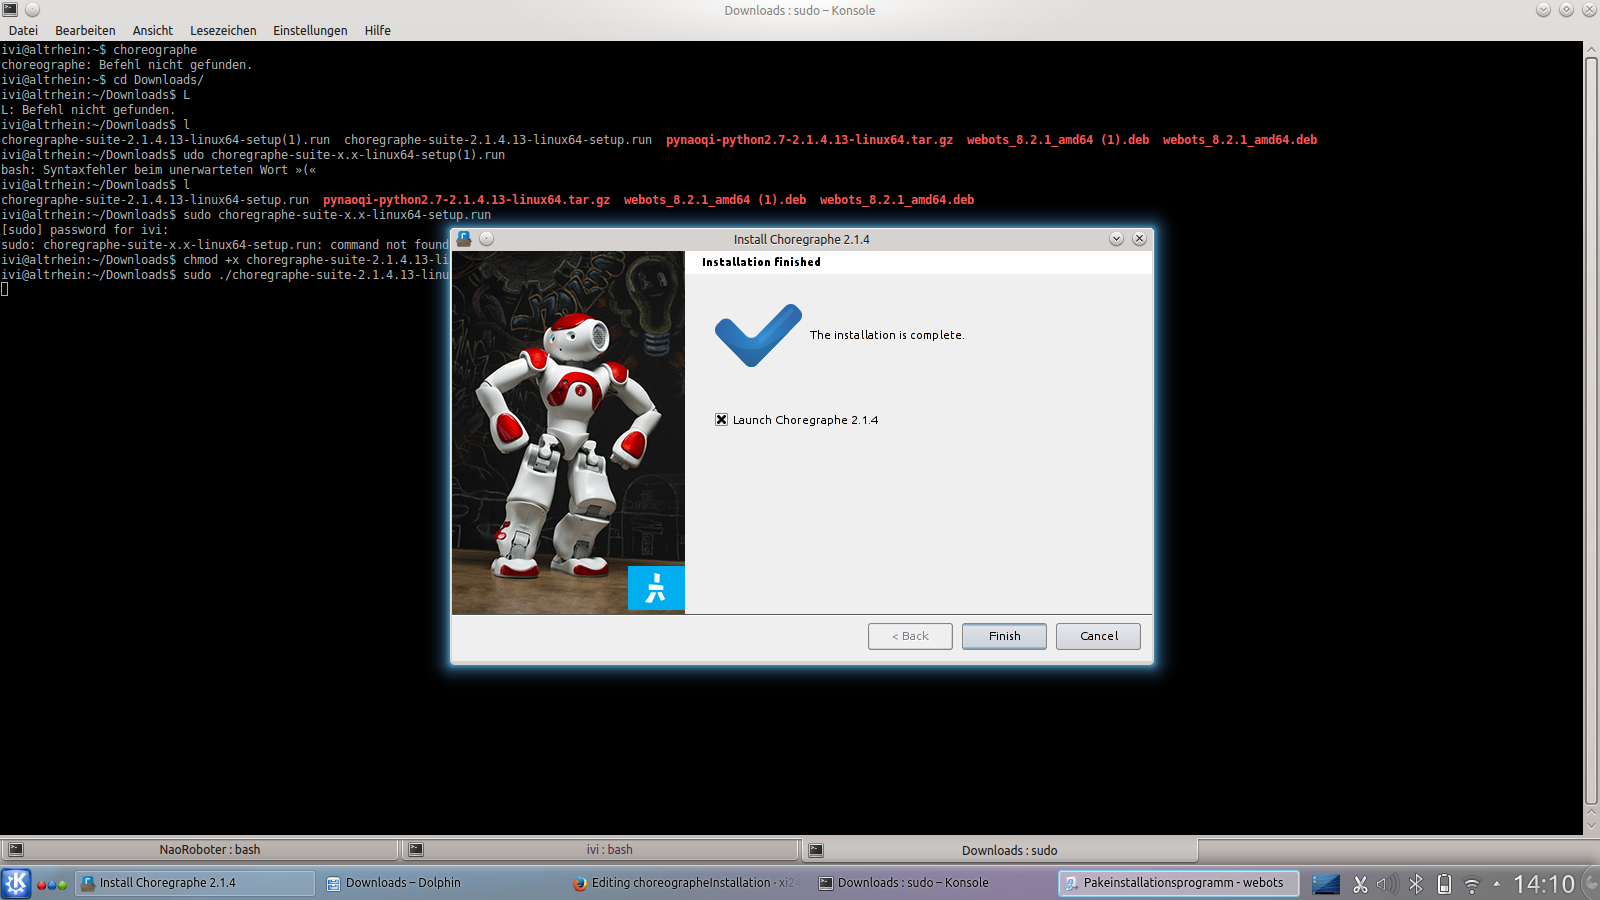 Downloads : sudo – Konsole
Datei Bearbeiten Ansicht Lesezeichen Einstellungen Hilfe
ivi@altrhein:~$ choreographe
choreographe: Befehl nicht gefunden.
ivi@altrhein:~$ cd Downloads/
ivi@altrhein:~/Downloads$ L
L: Befehl nicht gefunden.
ivi@altrhein:~/Downloads$ l
choregraphe-suite-2.1.4.13-linux64-setup(1).run choregraphe-suite-2.1.4.13-linux64-setup.run pynaoqi-python2.7-2.1.4.13-linux64.tar.gz webots_8.2.1_amd64 (1).deb webots_8.2.1_amd64.deb
ivi@altrhein:~/Downloads$ udo choregraphe-suite-x.x-linux64-setup(1).run
bash: Syntaxfehler beim unerwarteten Wort »(«
ivi@altrhein:~/Downloads$ l
choregraphe-suite-2.1.4.13-linux64-setup.run pynaoqi-python2.7-2.1.4.13-linux64.tar.gz webots_8.2.1_amd64 (1).deb webots_8.2.1_amd64.deb
ivi@altrhein:~/Downloads$ sudo choregraphe-suite-x.x-linux64-setup.run
[sudo] password for ivi:
sudo: choregraphe-suite-x.x-linux64-setup.run: command not found
ivi@altrhein:~/Downloads$ chmod +x choregraphe-suite-2.1.4.13-li
ivi@altrhein:~/Downloads$ sudo ./choregraphe-suite-2.1.4.13-linu
Install Choregraphe 2.1.4
Installation finished
The installation is complete.
Launch Choregraphe 2.1.4
< Back Finish Cancel
NaoRoboter : bash ivi : bash Downloads : sudo
Install Choregraphe 2.1.4 Downloads – Dolphin Editing choreographeInstallation · xi24 Downloads : sudo – Konsole Pakeinstallationsprogramm - webots 14:10